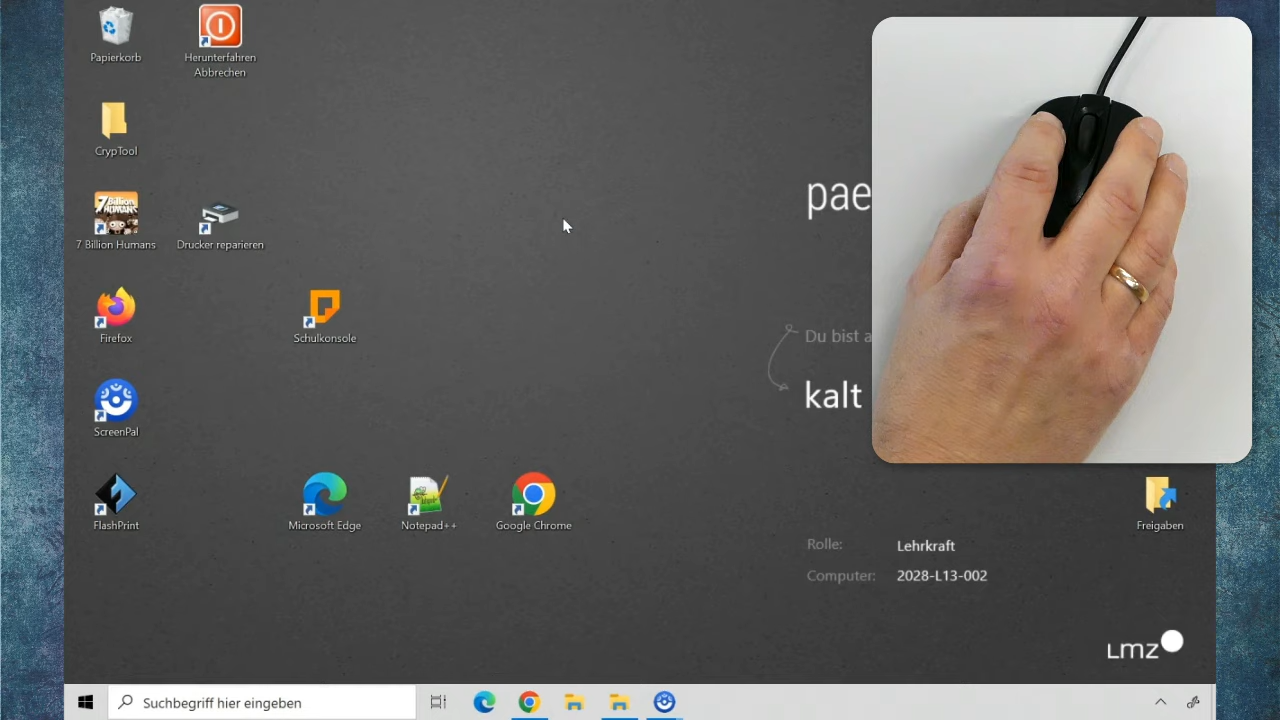 Papierkorb
Herunterfahren
Abbrechen
CrypTool
7 Billion Humans
Drucker reparieren
Firefox
Schulkonsole
ScreenPal
FlashPrint
Microsoft Edge
Notepad++
Google Chrome
pae
Du bist a
kalt
Freigaben
Rolle: Lehrkraft
Computer: 2028-L13-002
LMZ
Suchbegriff hier eingeben